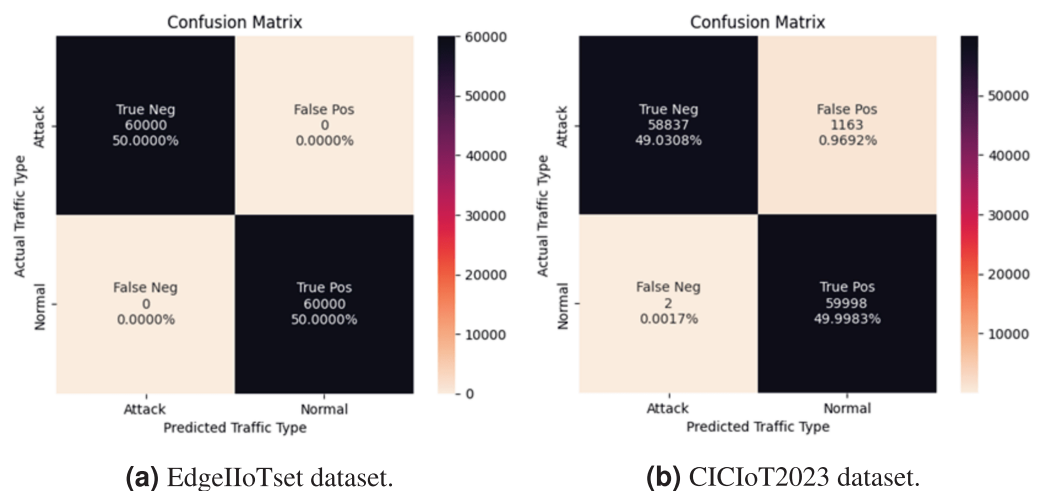 Confusion Matrix
Actual Traffic Type
Attack
Normal
True Neg
60000
50.0000%
False Pos
0
0.0000%
False Neg
0
0.0000%
True Pos
60000
50.0000%
Attack
Normal
Predicted Traffic Type
60000
50000
40000
30000
20000
10000
0
(a) EdgeIIoTset dataset.
Confusion Matrix
Actual Traffic Type
Attack
Normal
True Neg
58837
49.0308%
False Pos
1163
0.9692%
False Neg
2
0.0017%
True Pos
59998
49.9983%
Attack
Normal
Predicted Traffic Type
50000
40000
30000
20000
10000
(b) CICIoT2023 dataset.